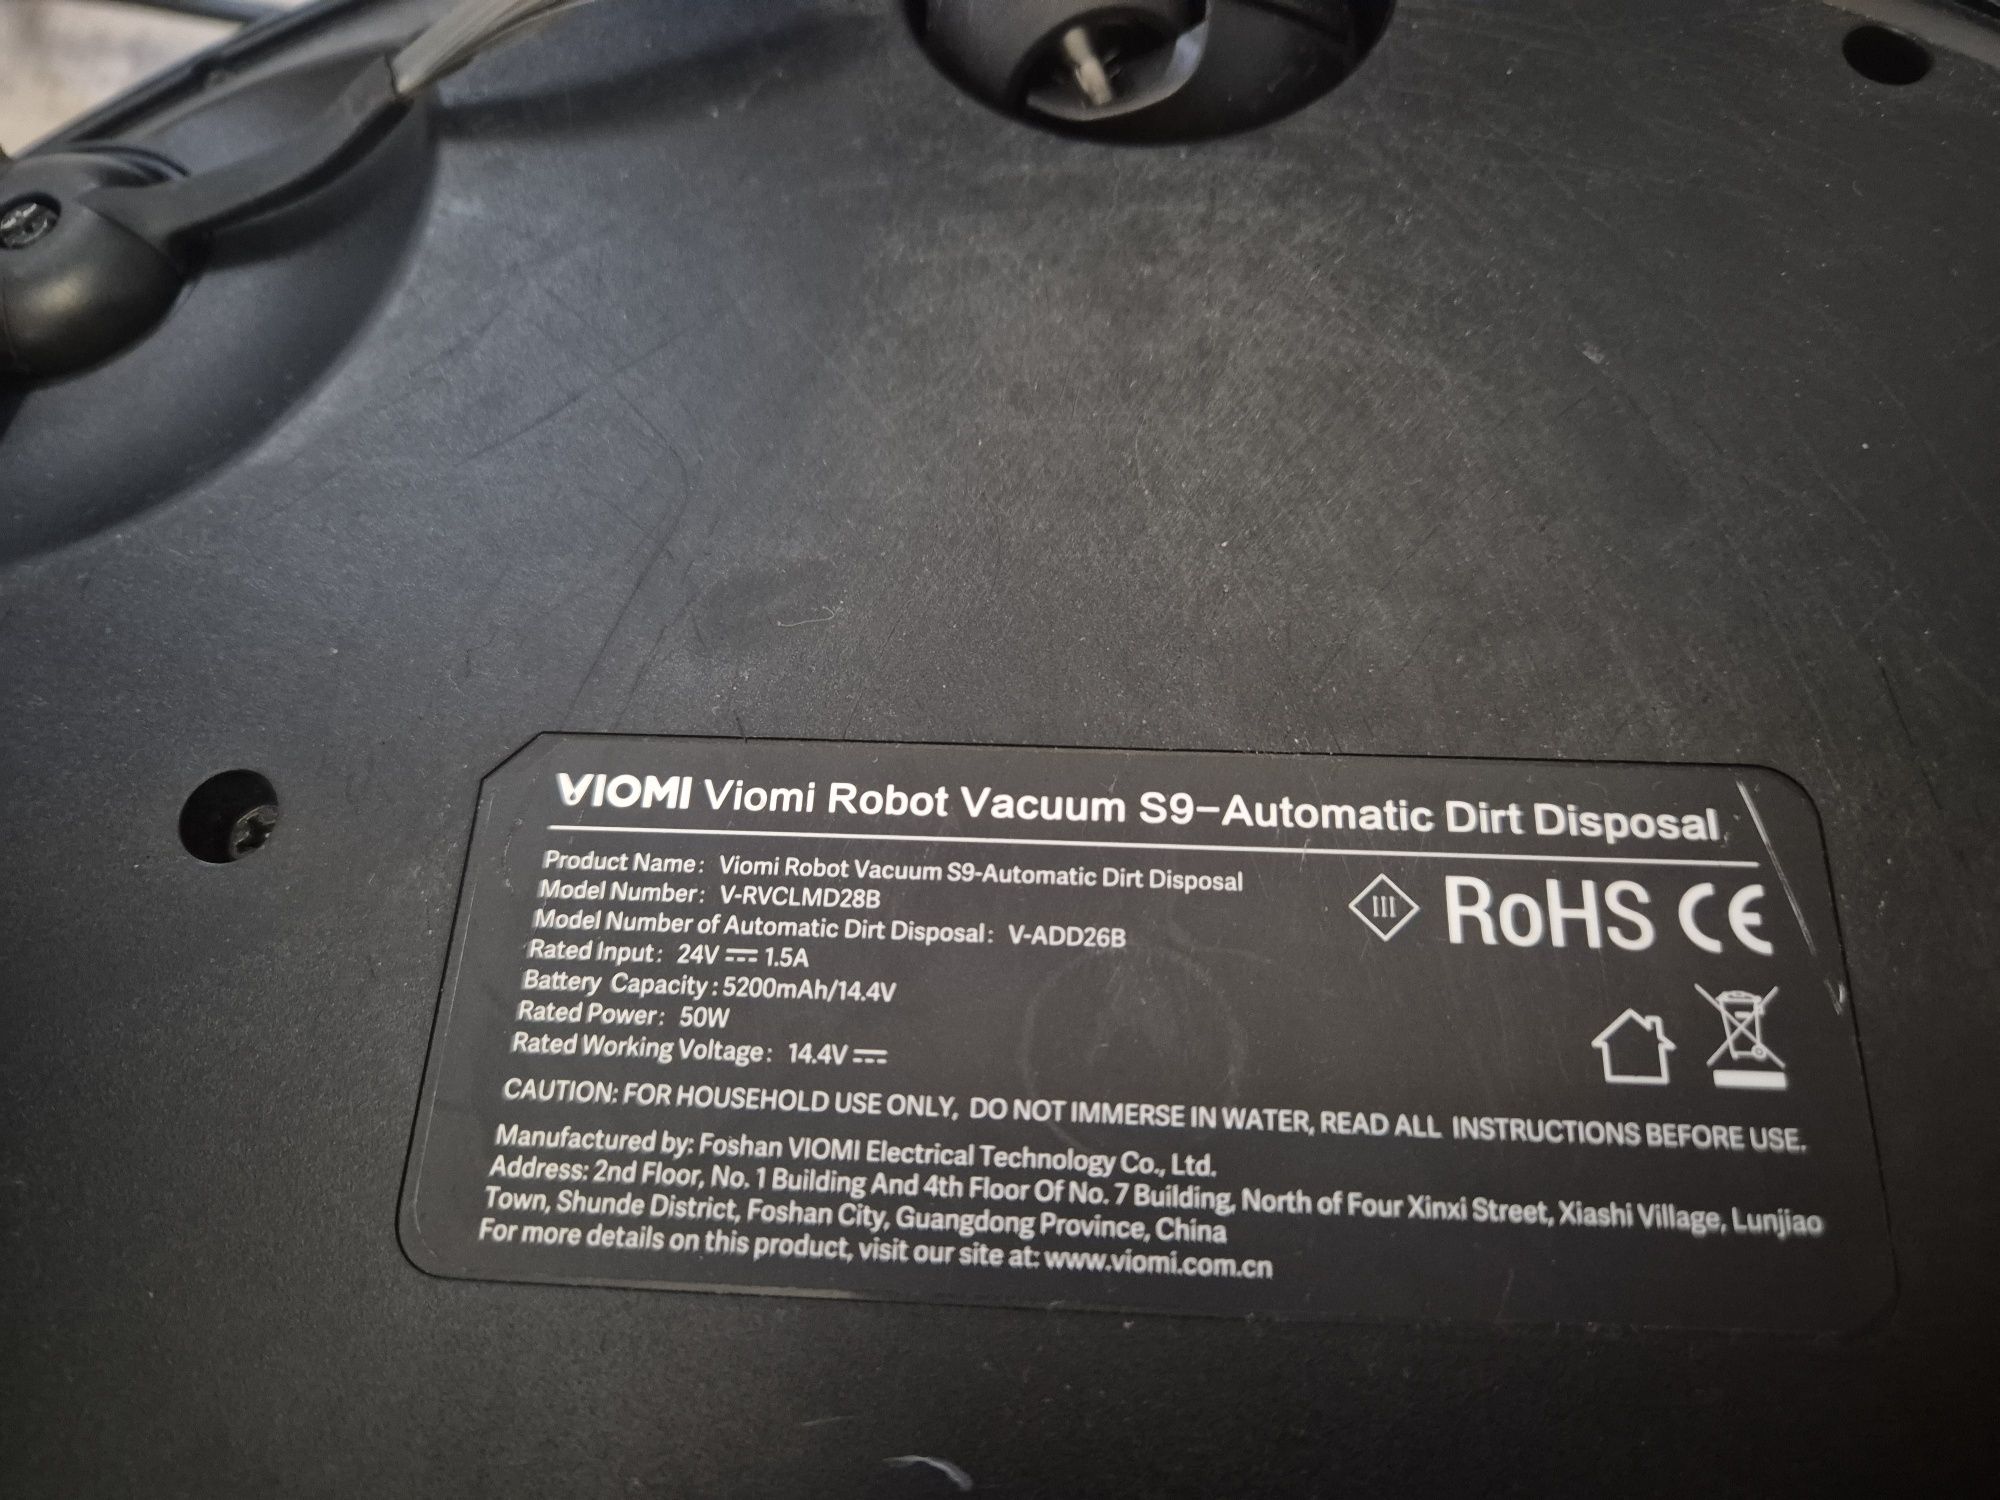 VIOMI Viomi Robot Vacuum S9-Automatic Dirt Disposal
Product Name: Viomi Robot Vacuum S9-Automatic Dirt Disposal
Model Number: V-RVCLMD28B
Model Number of Automatic Dirt Disposal: V-ADD26B
Rated Input: 24V⎓1.5A
Battery Capacity: 5200mAh/14.4V
Rated Power: 50W
Rated Working Voltage: 14.4V⎓
III RoHS CE
CAUTION: FOR HOUSEHOLD USE ONLY, DO NOT IMMERSE IN WATER, READ ALL INSTRUCTIONS BEFORE USE.
Manufactured by: Foshan VIOMI Electrical Technology Co., Ltd.
Address: 2nd Floor, No. 1 Building And 4th Floor Of No. 7 Building, North of Four Xinxi Street, Xiashi Village, Lunjiao
Town, Shunde District, Foshan City, Guangdong Province, China
For more details on this product, visit our site at: www.viomi.com.cn